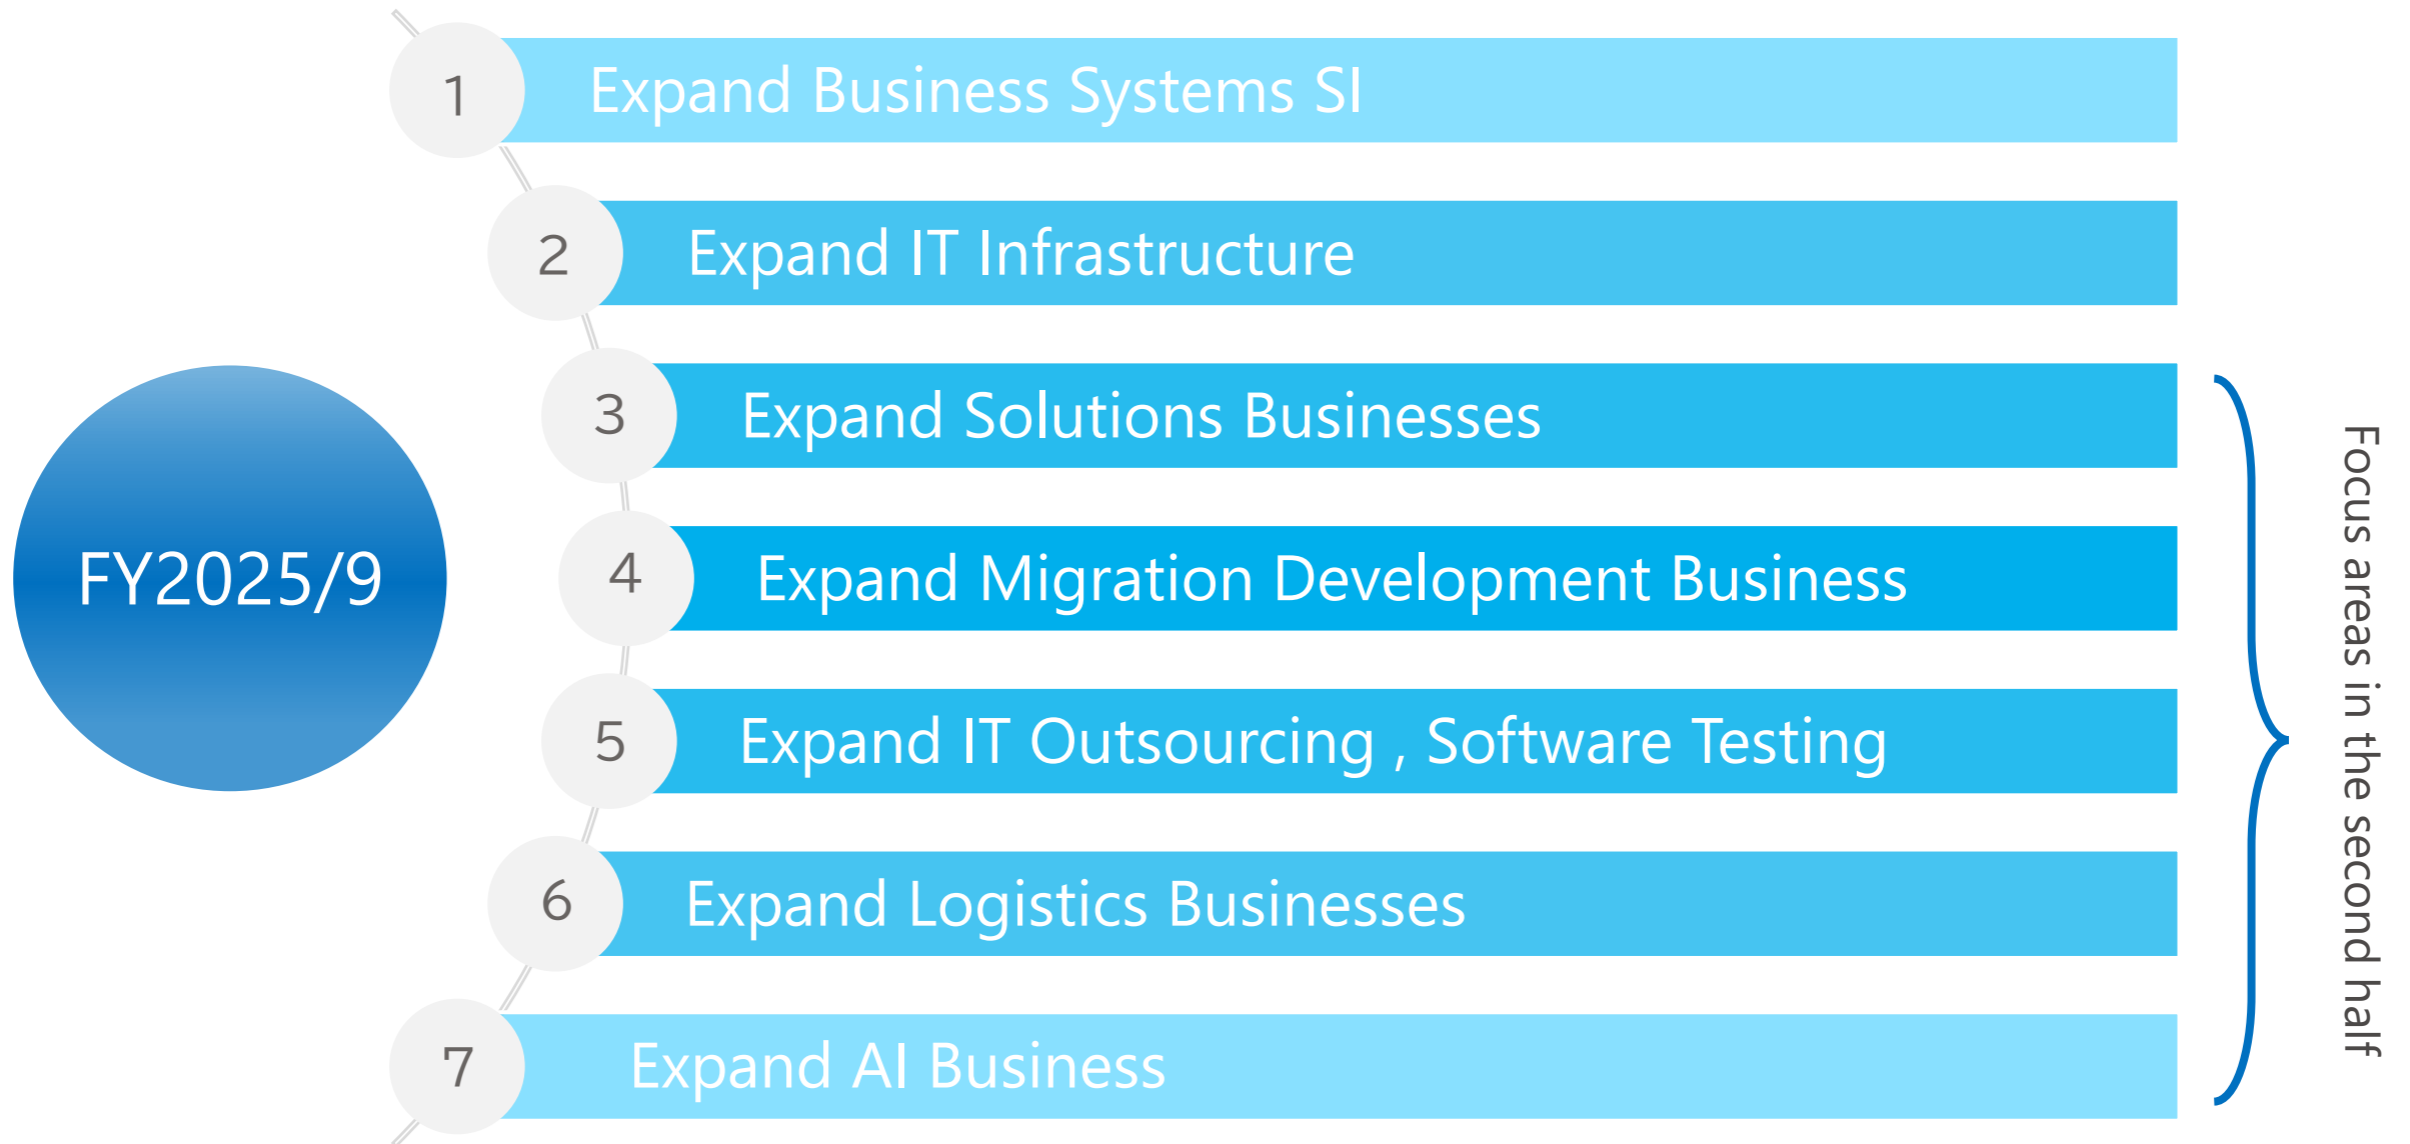 FY2025/9
1
Expand Business Systems SI
2
Expand IT Infrastructure
3
Expand Solutions Businesses
4
Expand Migration Development Business
5
Expand IT Outsourcing , Software Testing
6
Expand Logistics Businesses
7
Expand AI Business
Focus areas in the second half